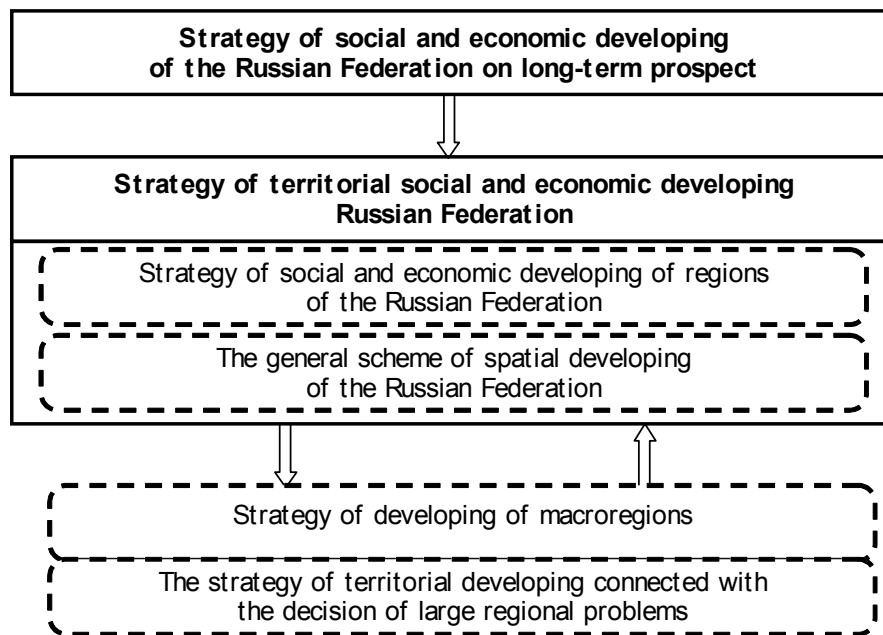 Strategy of social and economic developing
of the Russian Federation on long-term prospect
Strategy of territorial social and economic developing
Russian Federation
Strategy of social and economic developing of regions
of the Russian Federation
The general scheme of spatial developing
of the Russian Federation
Strategy of developing of macroregions
The strategy of territorial developing connected with
the decision of large regional problems